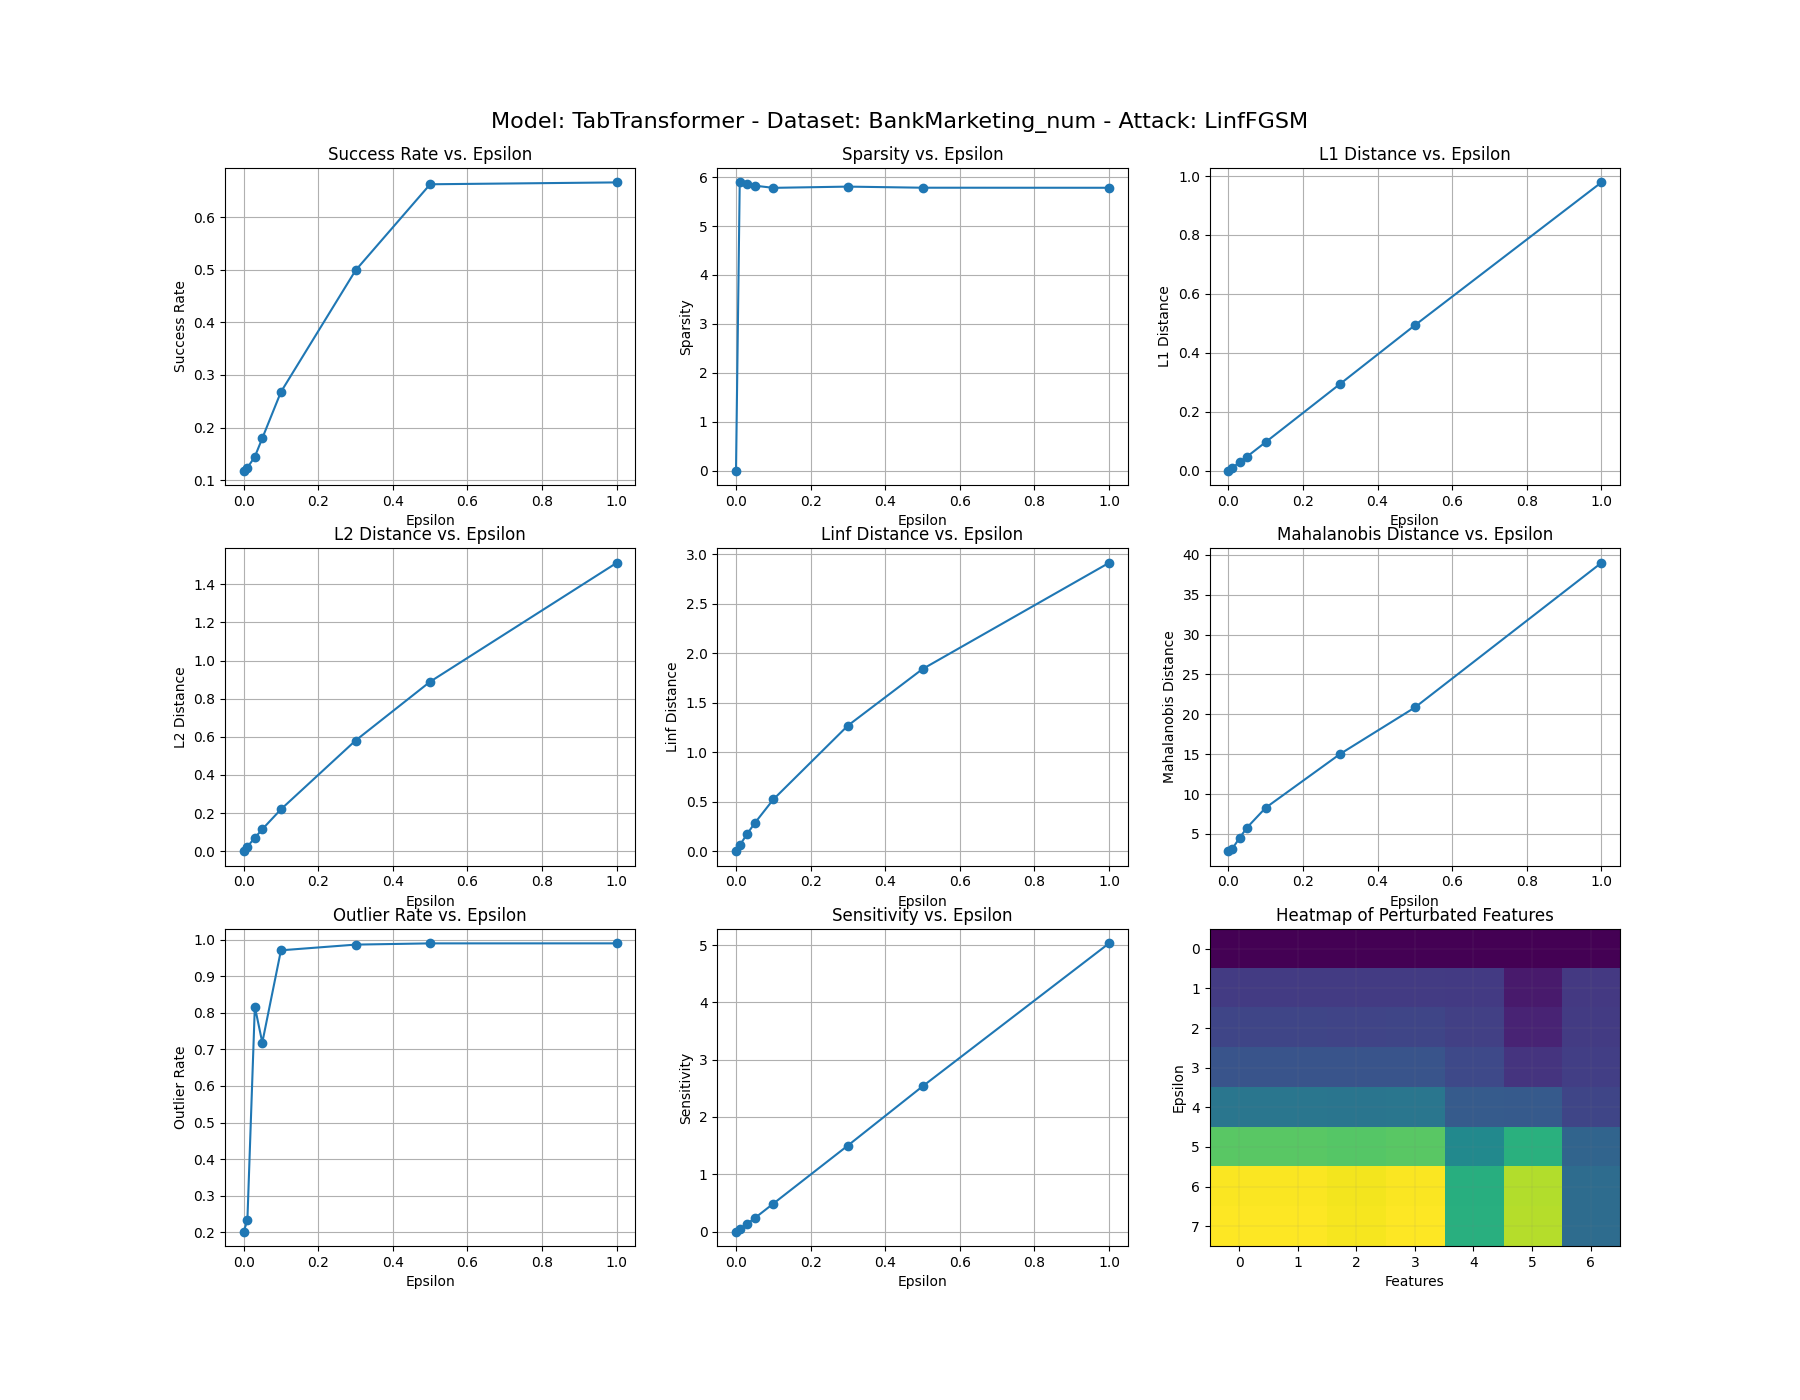 Model: TabTransformer - Dataset: BankMarketing_num - Attack: LinfFGSM
Success Rate vs. Epsilon
Success Rate
0.6
0.5
0.4
0.3
0.2
0.1
0.0 0.2 0.4 0.6 0.8 1.0
Epsilon
Sparsity vs. Epsilon
Sparsity
6
5
4
3
2
1
0
0.0 0.2 0.4 0.6 0.8 1.0
Epsilon
L1 Distance vs. Epsilon
L1 Distance
1.0
0.8
0.6
0.4
0.2
0.0
0.0 0.2 0.4 0.6 0.8 1.0
Epsilon
L2 Distance vs. Epsilon
L2 Distance
1.4
1.2
1.0
0.8
0.6
0.4
0.2
0.0
0.0 0.2 0.4 0.6 0.8 1.0
Epsilon
Linf Distance vs. Epsilon
Linf Distance
3.0
2.5
2.0
1.5
1.0
0.5
0.0
0.0 0.2 0.4 0.6 0.8 1.0
Epsilon
Mahalanobis Distance vs. Epsilon
Mahalanobis Distance
40
35
30
25
20
15
10
5
0.0 0.2 0.4 0.6 0.8 1.0
Epsilon
Outlier Rate vs. Epsilon
Outlier Rate
1.0
0.9
0.8
0.7
0.6
0.5
0.4
0.3
0.2
0.0 0.2 0.4 0.6 0.8 1.0
Epsilon
Sensitivity vs. Epsilon
Sensitivity
5
4
3
2
1
0
0.0 0.2 0.4 0.6 0.8 1.0
Epsilon
Heatmap of Perturbated Features
Epsilon
0
1
2
3
4
5
6
7
0 1 2 3 4 5 6
Features